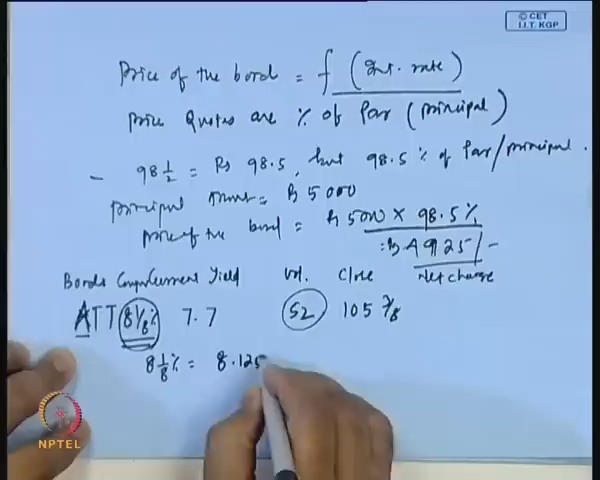 © CET
I.I.T. KGP
Price of the bond = f (Int. rate)
Price Quotes are % of Par (principal)
- 98 1/2 = Rs 98.5, but 98.5 % of Par/principal.
principal = Rs 5000
price of the bond = Rs 5000 x 98.5 %
= Rs 4925/-
Bonds Current Yield Vol. Close Net change
ATT 8 1/8 % 7.7 52 105 7/8
8 1/8 % = 8.125
NPTEL